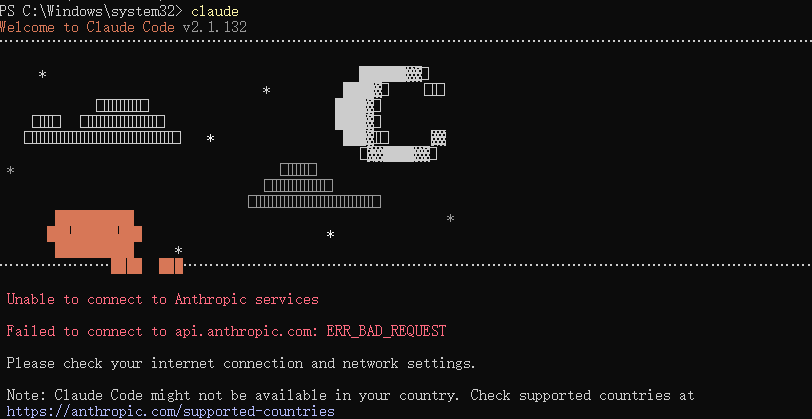 PS C:\Windows\system32> claude
Welcome to Claude Code v2.1.132
Unable to connect to Anthropic services
Failed to connect to api.anthropic.com: ERR_BAD_REQUEST
Please check your internet connection and network settings.
Note: Claude Code might not be available in your country. Check supported countries at
https://anthropic.com/supported-countries